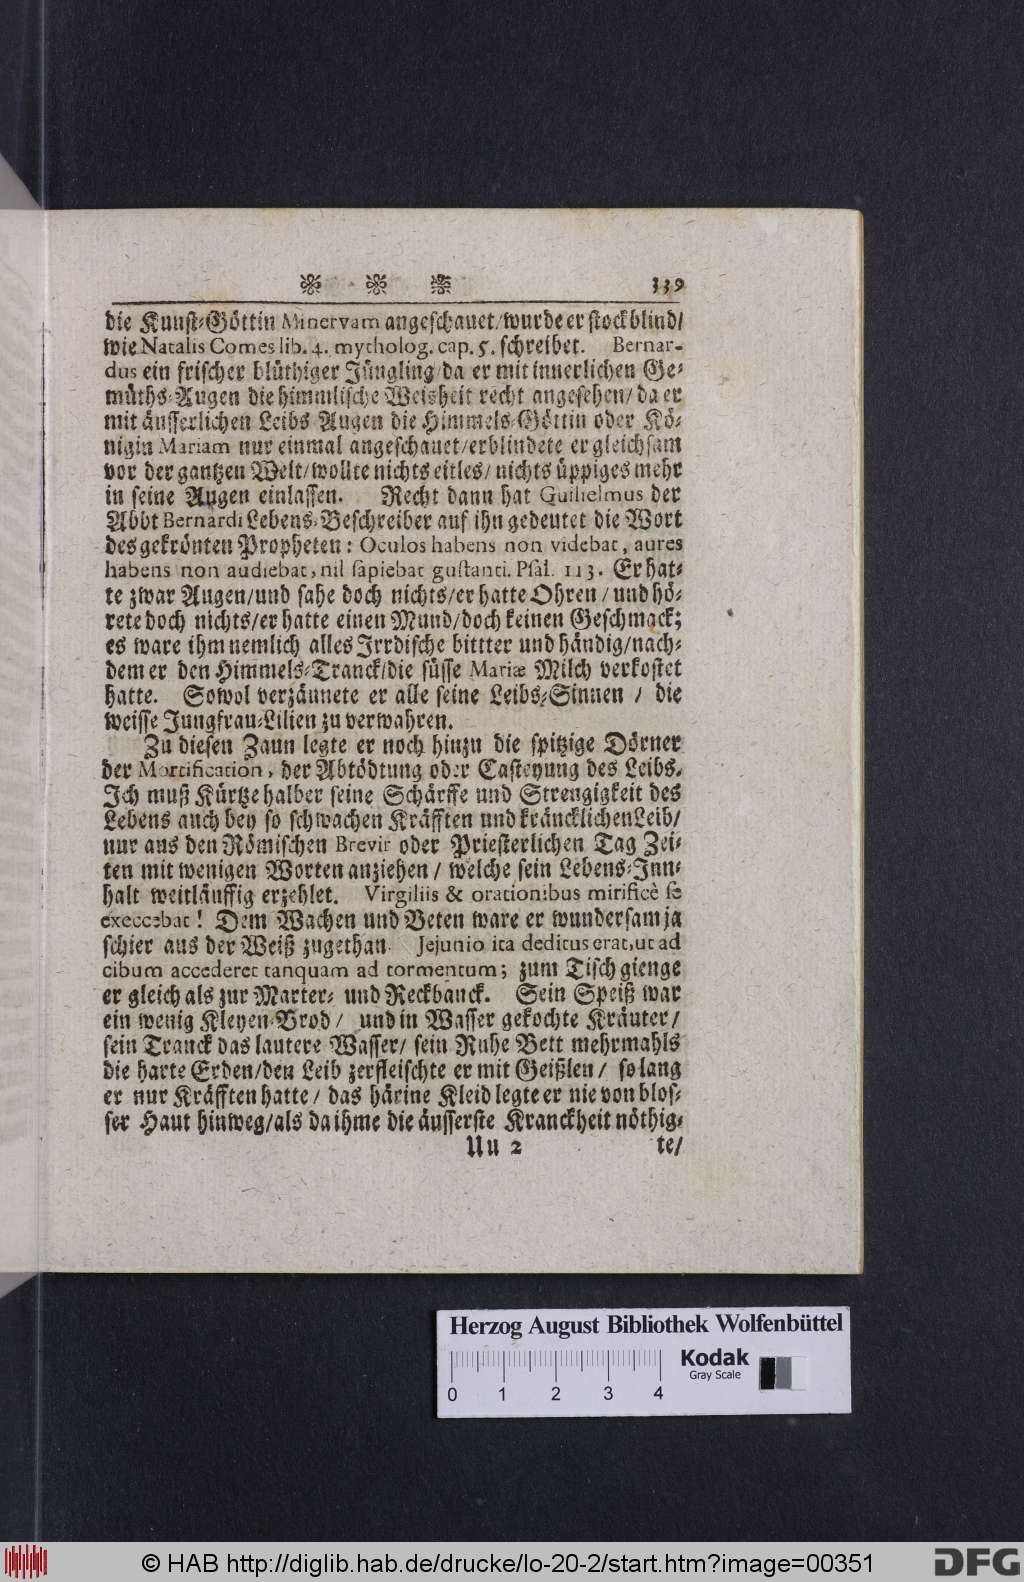 339
die Kunst-Göttin Minervam angeschauet/wurde er stockblind/
wie Natalis Comes lib. 4. mytholog. cap. 5. schreibet. Bernar-
dus ein frischer blüthiger Jüngling/da er mit innerlichen Ge-
müths-Augen die himmlische Weisheit recht angesehen/da er
mit äusserlichen Leibs Augen die Himmels-Göttin oder Kö-
nigin Mariam nur einmal angeschauet/erblindete er gleichsam
vor der gantzen Welt/wollte nichts eitles/nichts üppiges mehr
in seine Augen einlassen. Recht dann hat Guilielmus der
Abbt Bernardi Lebens-Beschreiber auf ihn gedeutet die Wort
des gekrönten Propheten: Oculos habens non videbat, aures
habens non audiebat, nil sapiebat gustanti. Psal. 113. Er hat-
te zwar Augen/und sahe doch nichts/er hatte Ohren/und hö-
rete doch nichts/er hatte einen Mund/doch keinen Geschmack;
es ware ihm nemlich alles Irrdische bittter und händig/nach-
dem er den Himmels-Tranck/die süsse Mariæ Milch verkostet
hatte. Sowol verzäunete er alle seine Leibs-Sinnen / die
weisse Jungfrau-Lilien zu verwahren.
Zu diesen Zaun legte er noch hinzu die spitzige Dörner
der Mortification, der Abtödtung oder Casteyung des Leibs.
Ich muß Kürtze halber seine Schärffe und Strengigkeit des
Lebens auch bey so schwachen Kräfften und kräncklichen Leib/
nur aus den Römischen Brevir oder Priesterlichen Tag Zei-
ten mit wenigen Worten anziehen / welche sein Lebens-Inn-
halt weitläuffig erzehlet. Virgiliis & orationibus mirificè se
exercebat! Dem Wachen und Beten ware er wundersam ja
schier aus der Weiß zugethan. Jejunio ita deditus erat, ut ad
cibum accederet tanquam ad tormentum; zum Tisch gienge
er gleich als zur Marter- und Reckbanck. Sein Speiß war
ein wenig Kleyen-Brod / und in Wasser gekochte Kräuter /
sein Tranck das lautere Wasser/ sein Ruhe Bett mehrmahls
die harte Erden/den Leib zerfleischte er mit Geißlen / so lang
er nur Kräfften hatte / das härine Kleid legte er nie von blos-
ser Haut hinweg/als da ihme die äusserste Kranckheit nöthig-
Uu 2 te/
Herzog August Bibliothek Wolfenbüttel
Kodak
Gray Scale
0 1 2 3 4
© HAB http://diglib.hab.de/drucke/lo-20-2/start.htm?image=00351
DFG